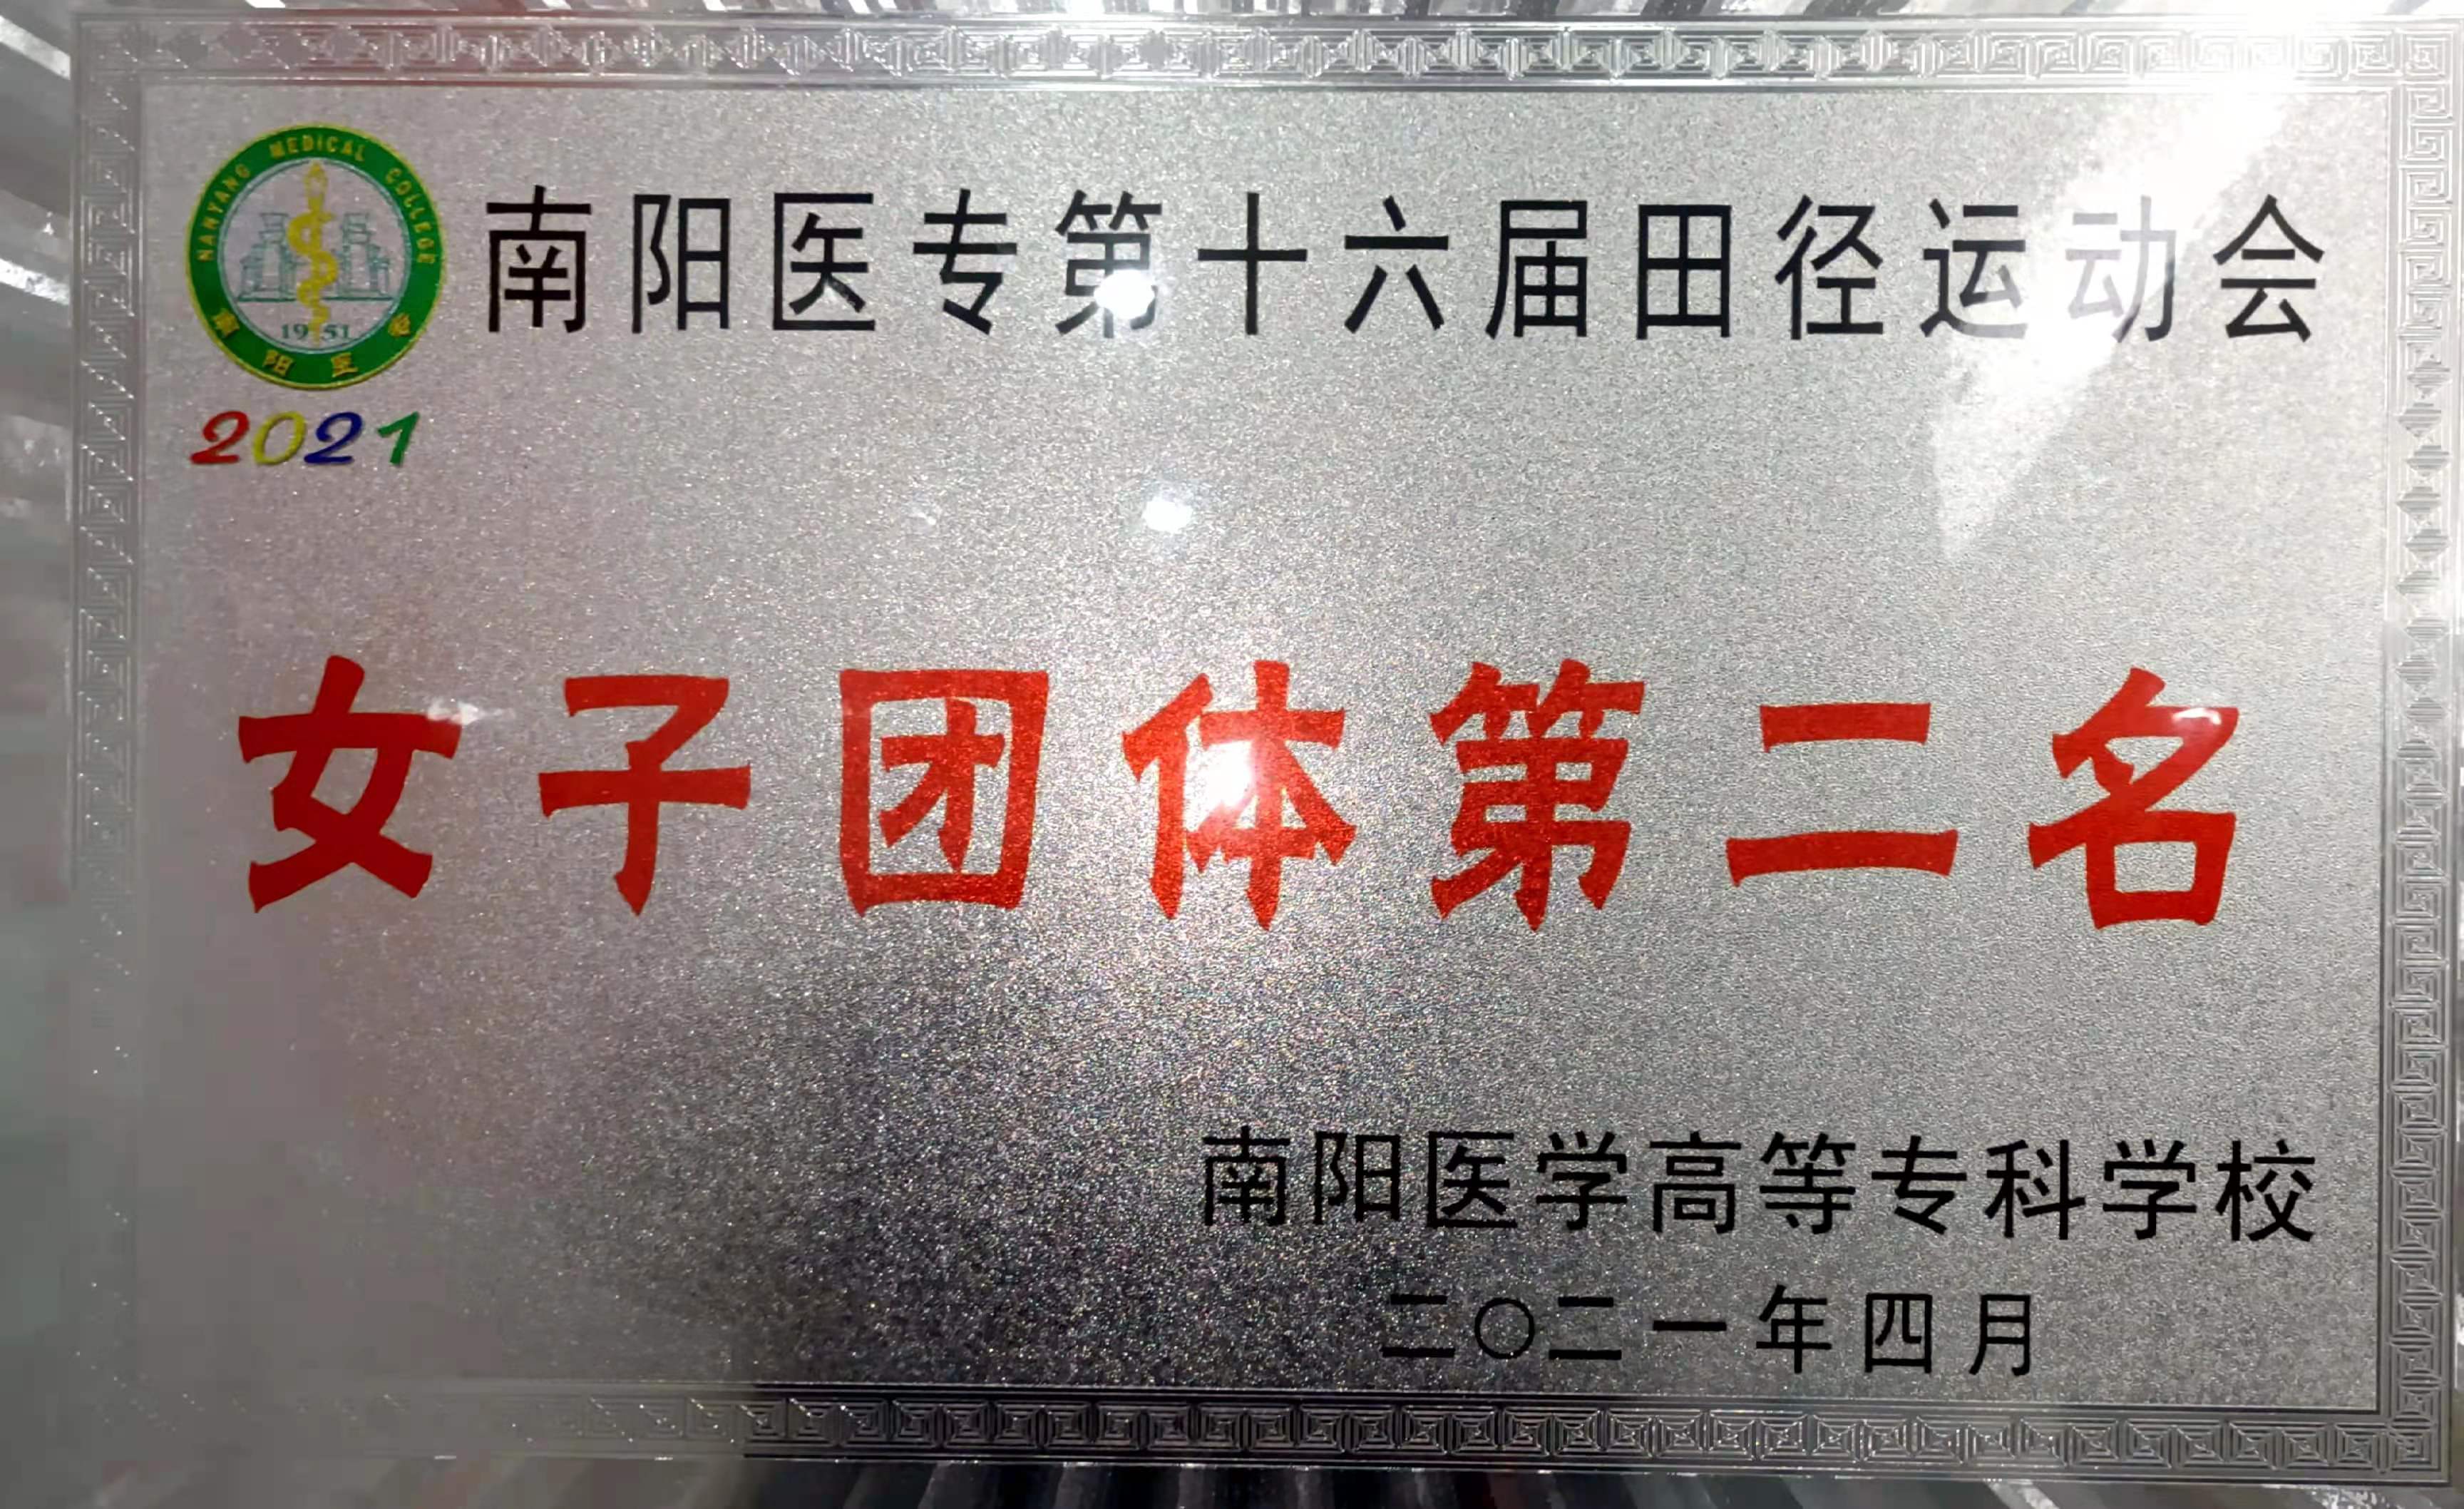 NANYANG MEDICAL COLLEGE
1951
南阳医专
2021
南阳医专第十六届田径运动会
女子团体第二名
南阳医学高等专科学校
二〇二一年四月